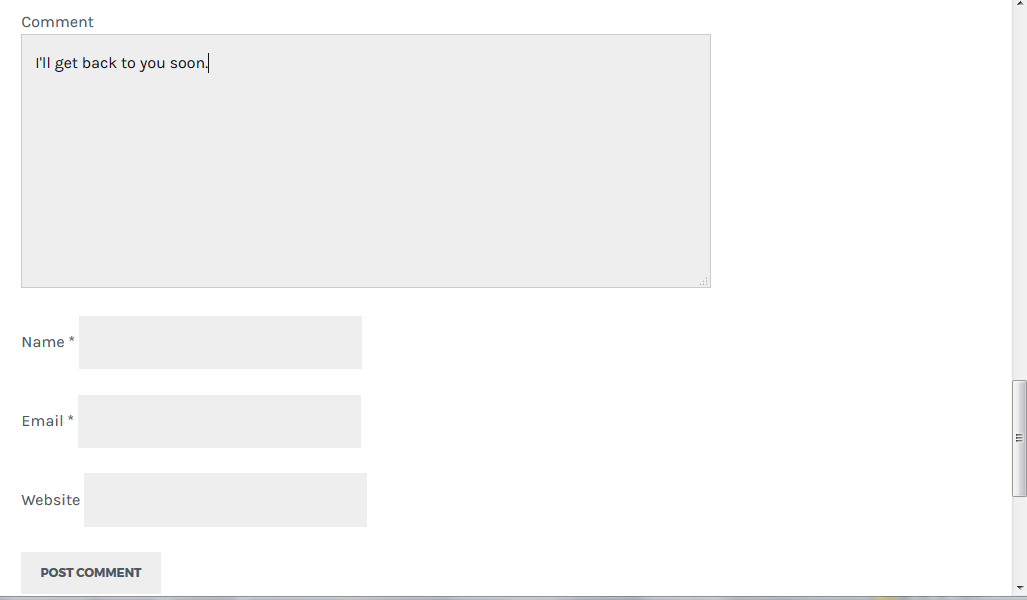 Comment
I'll get back to you soon.
Name *
Email *
Website
POST COMMENT